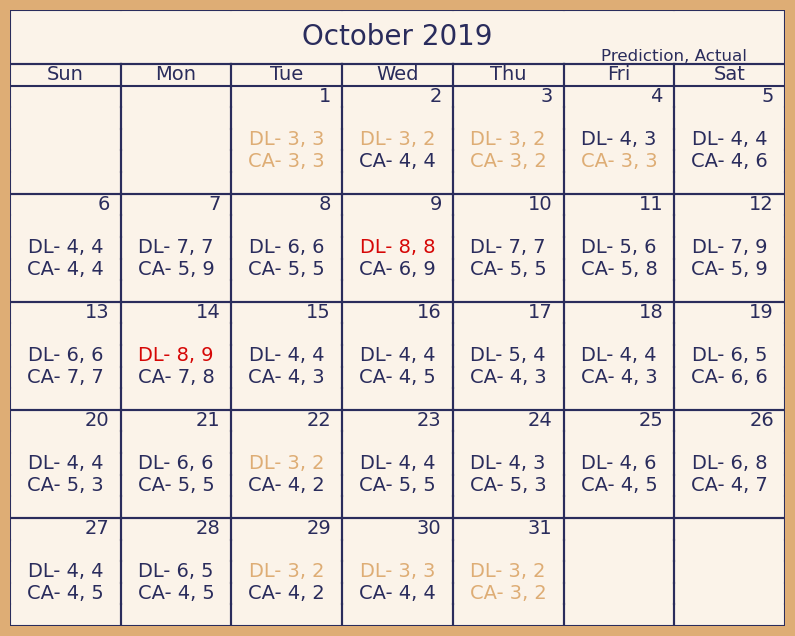 October 2019
Prediction, Actual
Sun Mon Tue Wed Thu Fri Sat
1 2 3 4 5
DL- 3, 3 DL- 3, 2 DL- 3, 2 DL- 4, 3 DL- 4, 4
CA- 3, 3 CA- 4, 4 CA- 3, 2 CA- 3, 3 CA- 4, 6
6 7 8 9 10 11 12
DL- 4, 4 DL- 7, 7 DL- 6, 6 DL- 8, 8 DL- 7, 7 DL- 5, 6 DL- 7, 9
CA- 4, 4 CA- 5, 9 CA- 5, 5 CA- 6, 9 CA- 5, 5 CA- 5, 8 CA- 5, 9
13 14 15 16 17 18 19
DL- 6, 6 DL- 8, 9 DL- 4, 4 DL- 4, 4 DL- 5, 4 DL- 4, 4 DL- 6, 5
CA- 7, 7 CA- 7, 8 CA- 4, 3 CA- 4, 5 CA- 4, 3 CA- 4, 3 CA- 6, 6
20 21 22 23 24 25 26
DL- 4, 4 DL- 6, 6 DL- 3, 2 DL- 4, 4 DL- 4, 3 DL- 4, 6 DL- 6, 8
CA- 5, 3 CA- 5, 5 CA- 4, 2 CA- 5, 5 CA- 5, 3 CA- 4, 5 CA- 4, 7
27 28 29 30 31
DL- 4, 4 DL- 6, 5 DL- 3, 2 DL- 3, 3 DL- 3, 2
CA- 4, 5 CA- 4, 5 CA- 4, 2 CA- 4, 4 CA- 3, 2